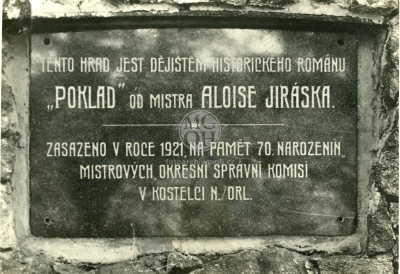 TENTO HRAD JEST DĚJIŠTĚM HISTORICKÉHO ROMÁNU
„POKLAD" OD MISTRA ALOISE JIRÁSKA.
ZASAZENO V ROCE 1921, NA PAMĚŤ 70. NAROZENIN
MISTROVÝCH, OKRESNÍ SPRÁVNÍ KOMISÍ
V KOSTELCI N./ORL.